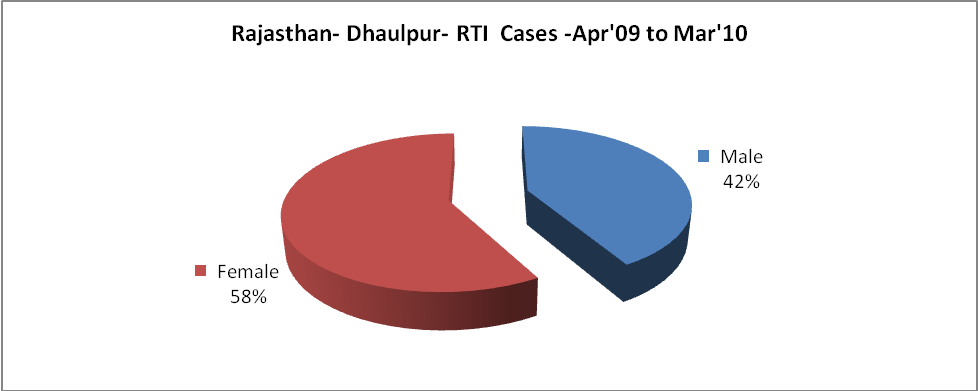 Rajasthan- Dhaulpur- RTI  Cases -Apr'09 to Mar'10
Male
42%
Female
58%